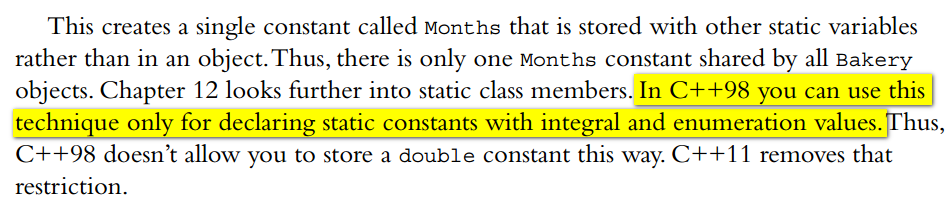 This creates a single constant called Months that is stored with other static variables
rather than in an object. Thus, there is only one Months constant shared by all Bakery
objects. Chapter 12 looks further into static class members. In C++98 you can use this
technique only for declaring static constants with integral and enumeration values. Thus,
C++98 doesn’t allow you to store a double constant this way. C++11 removes that
restriction.